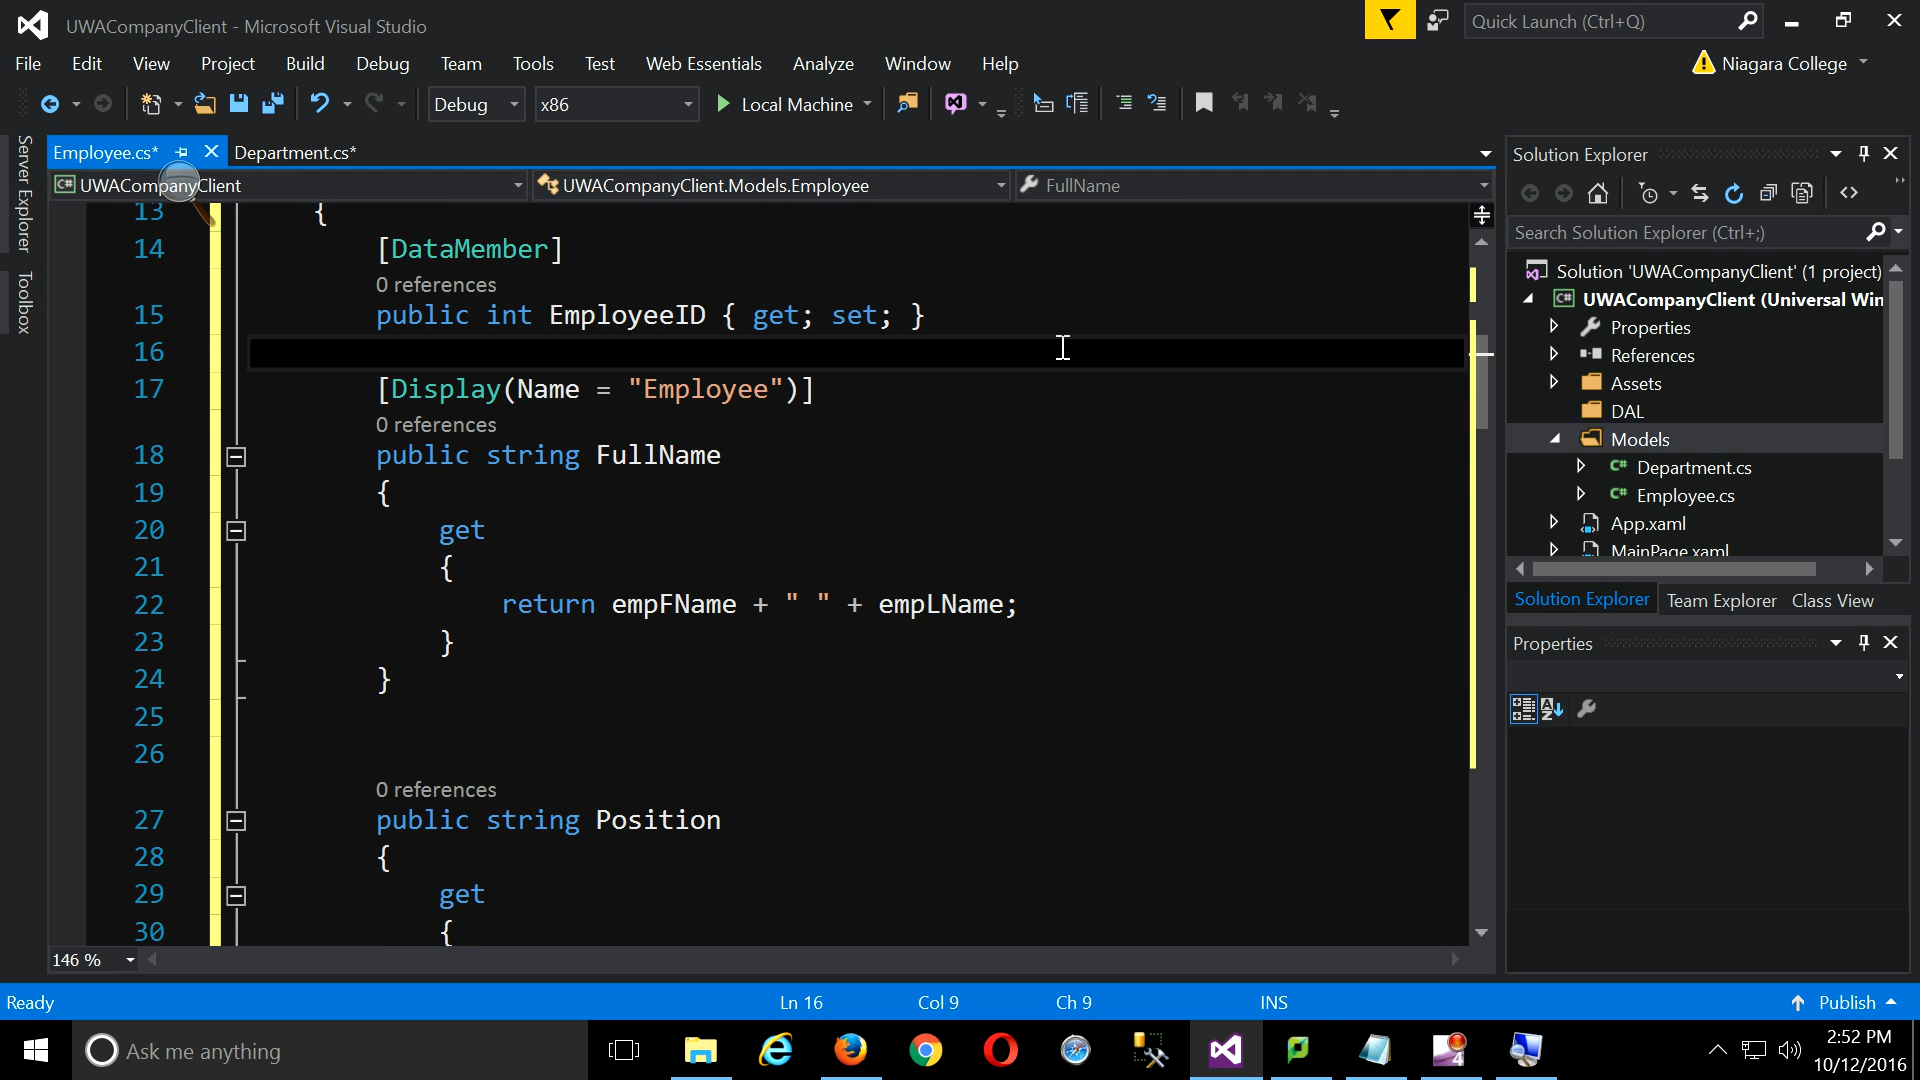 UWACompanyClient - Microsoft Visual Studio
Quick Launch (Ctrl+Q)
File Edit View Project Build Debug Team Tools Test Web Essentials Analyze Window Help
Niagara College
Debug x86 Local Machine
Server Explorer
Toolbox
Employee.cs* Department.cs*
UWACompanyClient UWACompanyClient.Models.Employee FullName
13 {
14 [DataMember]
0 references
15 public int EmployeeID { get; set; }
16
17 [Display(Name = "Employee")]
0 references
18 public string FullName
19 {
20 get
21 {
22 return empFName + " " + empLName;
23 }
24 }
25
26
0 references
27 public string Position
28 {
29 get
30 {
146 %
Solution Explorer
Search Solution Explorer (Ctrl+;)
Solution 'UWACompanyClient' (1 project)
C# UWACompanyClient (Universal Win
Properties
References
Assets
DAL
Models
C# Department.cs
C# Employee.cs
App.xaml
MainPage.xaml
Solution Explorer Team Explorer Class View
Properties
Ready Ln 16 Col 9 Ch 9 INS Publish
Ask me anything
2:52 PM
10/12/2016